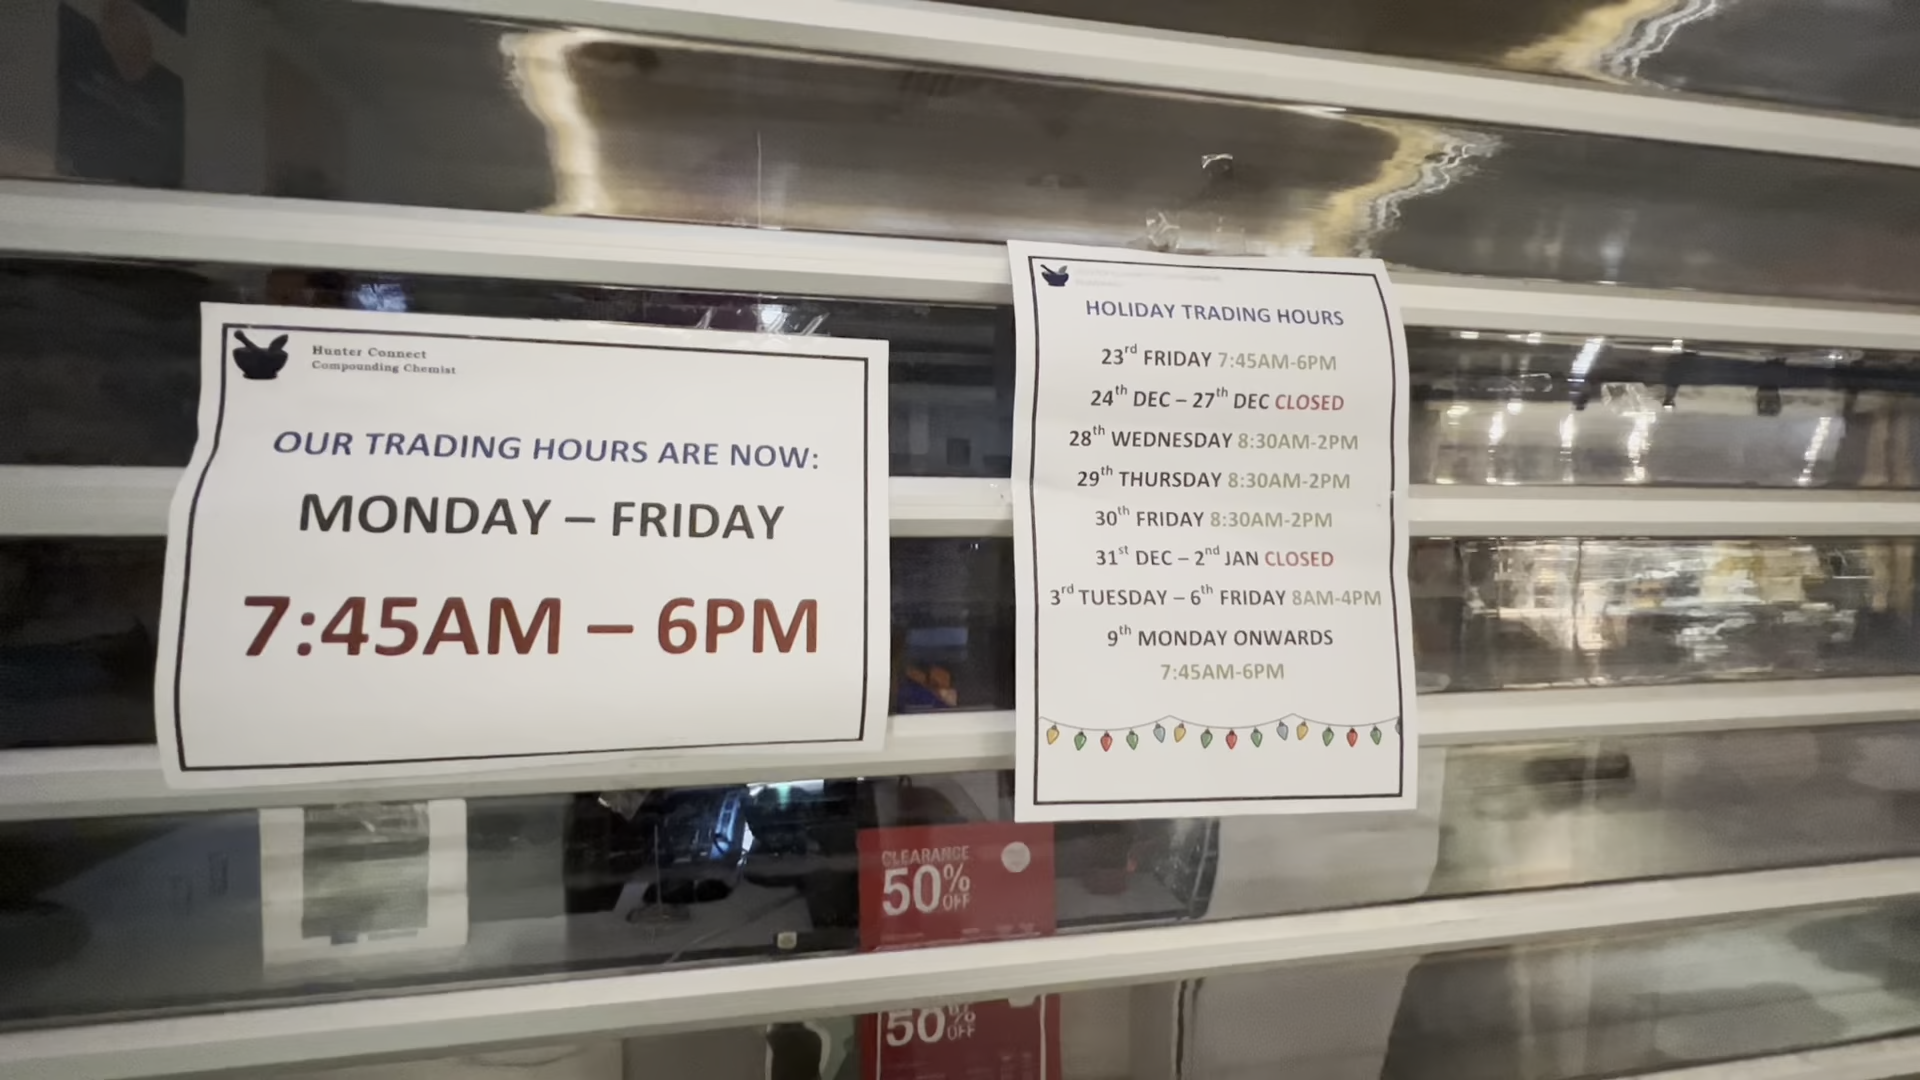 Hunter Connect
Compounding Chemist
OUR TRADING HOURS ARE NOW:
MONDAY – FRIDAY
7:45AM – 6PM
HOLIDAY TRADING HOURS
23rd FRIDAY 7:45AM-6PM
24th DEC – 27th DEC CLOSED
28th WEDNESDAY 8:30AM-2PM
29th THURSDAY 8:30AM-2PM
30th FRIDAY 8:30AM-2PM
31st DEC – 2nd JAN CLOSED
3rd TUESDAY – 6th FRIDAY 8AM-4PM
9th MONDAY ONWARDS
7:45AM-6PM
CLEARANCE
50% OFF
50% OFF